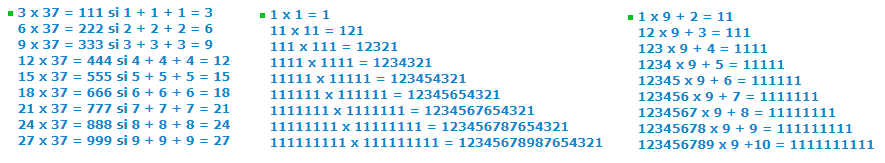 3 x 37 = 111 si 1 + 1 + 1 = 3
6 x 37 = 222 si 2 + 2 + 2 = 6
9 x 37 = 333 si 3 + 3 + 3 = 9
12 x 37 = 444 si 4 + 4 + 4 = 12
15 x 37 = 555 si 5 + 5 + 5 = 15
18 x 37 = 666 si 6 + 6 + 6 = 18
21 x 37 = 777 si 7 + 7 + 7 = 21
24 x 37 = 888 si 8 + 8 + 8 = 24
27 x 37 = 999 si 9 + 9 + 9 = 27
1 x 1 = 1
11 x 11 = 121
111 x 111 = 12321
1111 x 1111 = 1234321
11111 x 11111 = 123454321
111111 x 111111 = 12345654321
1111111 x 1111111 = 1234567654321
11111111 x 11111111 = 123456787654321
111111111 x 111111111 = 12345678987654321
1 x 9 + 2 = 11
12 x 9 + 3 = 111
123 x 9 + 4 = 1111
1234 x 9 + 5 = 11111
12345 x 9 + 6 = 111111
123456 x 9 + 7 = 1111111
1234567 x 9 + 8 = 11111111
12345678 x 9 + 9 = 111111111
123456789 x 9 +10 = 1111111111